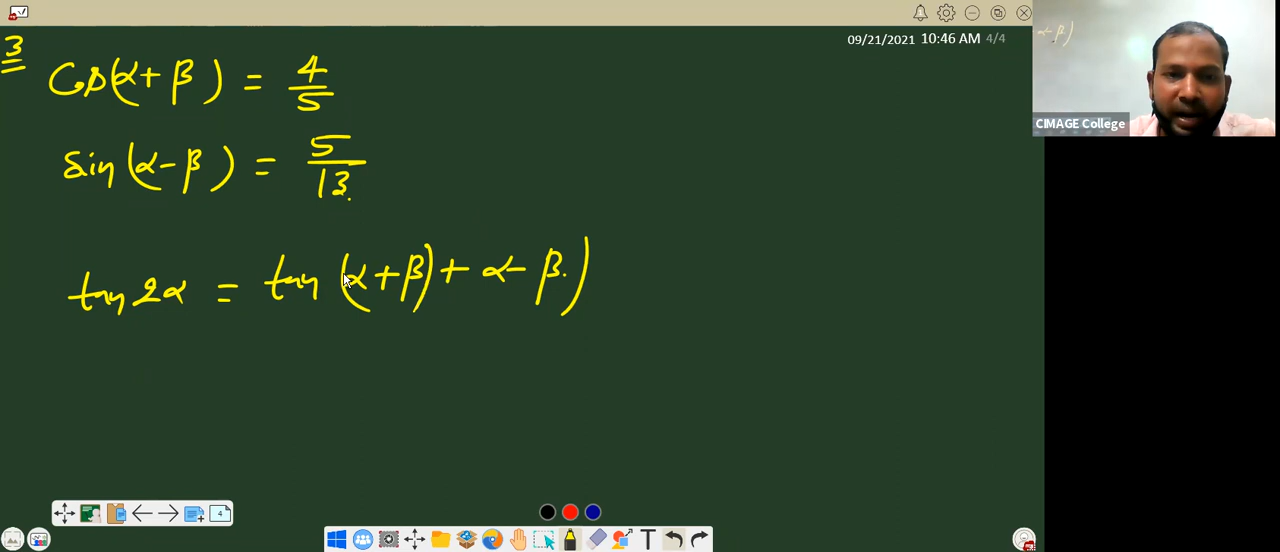 09/21/2021 10:46 AM 4/4
3
Cos(α+β) = 4/5
sin(α-β) = 5/13
tan 2α = tan (α+β)+α-β)
CIMAGE College
4
T